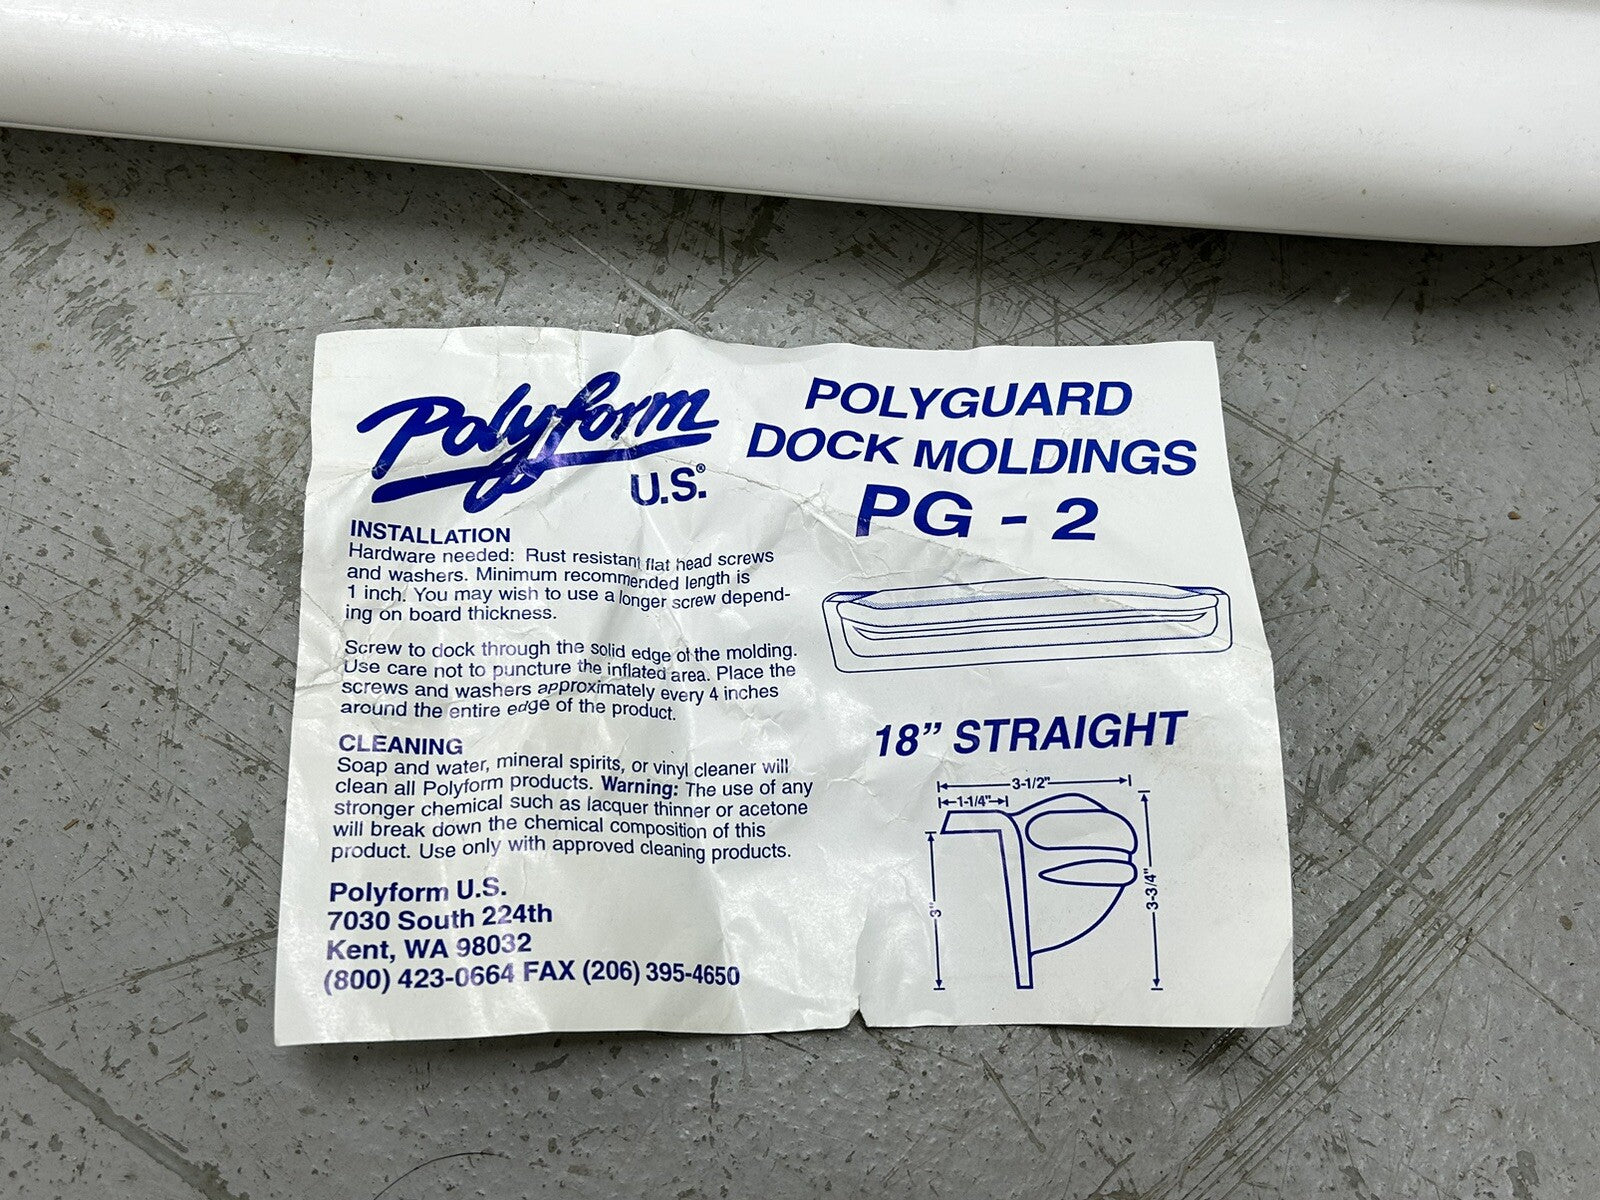 Polyform
U.S.®
POLYGUARD
DOCK MOLDINGS
PG - 2
INSTALLATION
Hardware needed: Rust resistant flat head screws
and washers. Minimum recommended length is
1 inch. You may wish to use a longer screw depend-
ing on board thickness.
Screw to dock through the solid edge of the molding.
Use care not to puncture the inflated area. Place the
screws and washers approximately every 4 inches
around the entire edge of the product.
CLEANING
Soap and water, mineral spirits, or vinyl cleaner will
clean all Polyform products. Warning: The use of any
stronger chemical such as lacquer thinner or acetone
will break down the chemical composition of this
product. Use only with approved cleaning products.
Polyform U.S.
7030 South 224th
Kent, WA 98032
(800) 423-0664 FAX (206) 395-4650
18” STRAIGHT
3-1/2"
1-1/4"
3"
3-3/4"